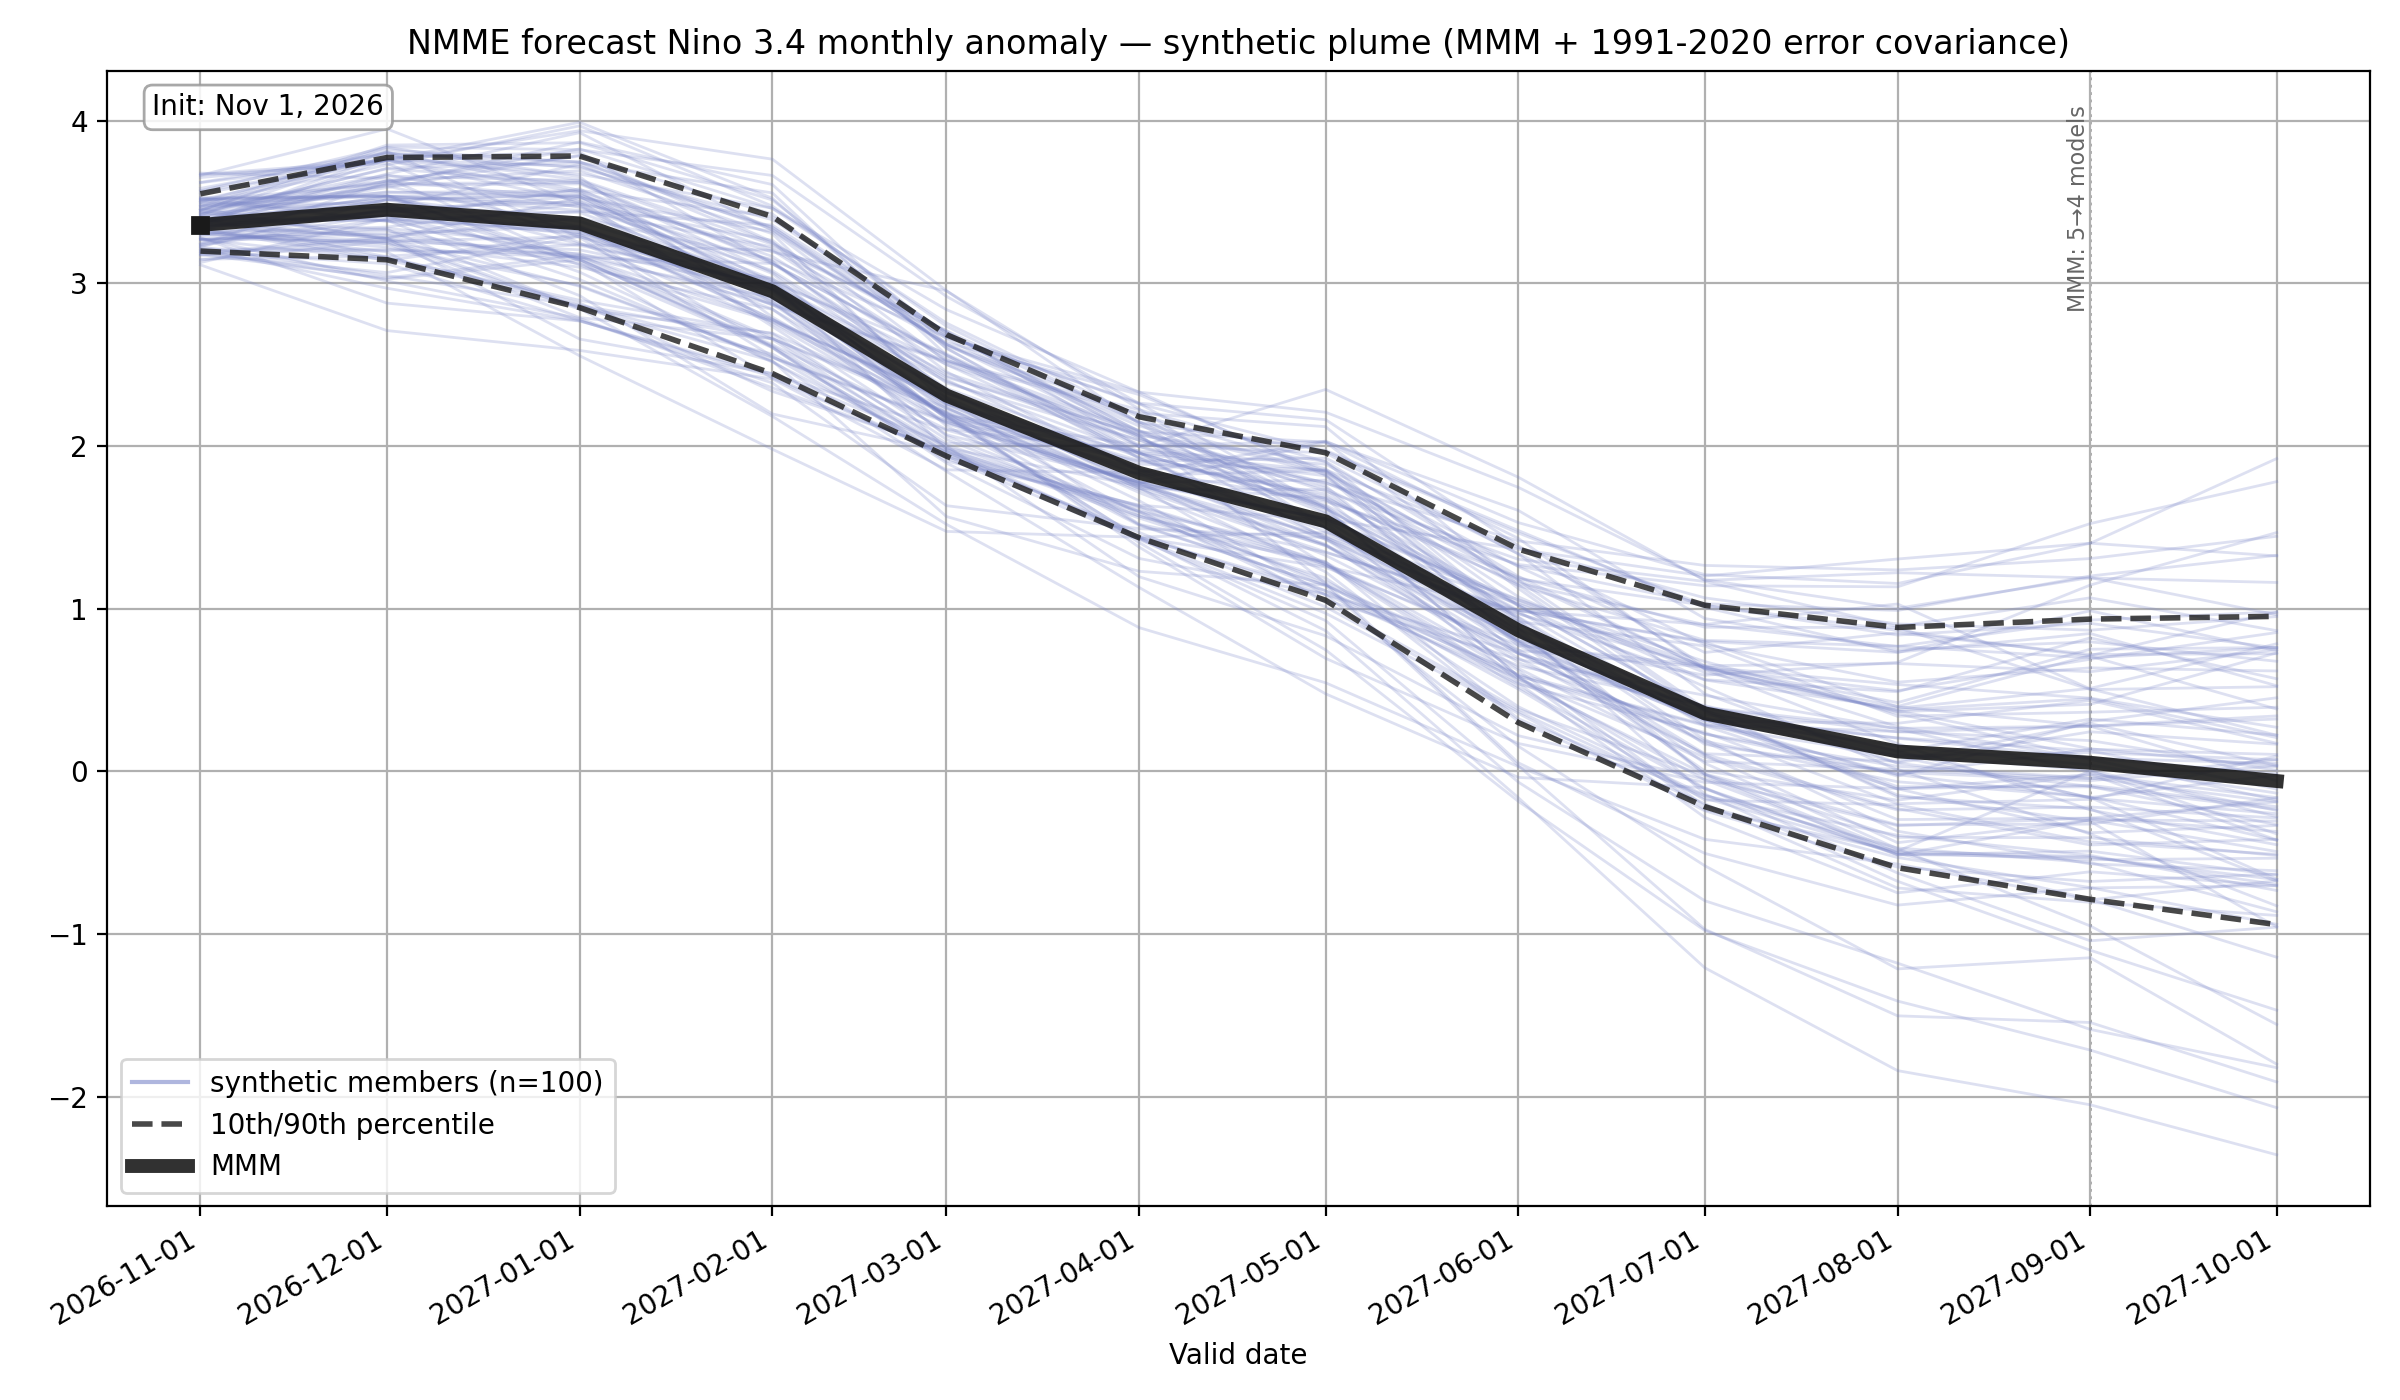 NMME forecast Nino 3.4 monthly anomaly — synthetic plume (MMM + 1991-2020 error covariance)
Init: Nov 1, 2026
MMM: 5→4 models
4
3
2
1
0
−1
−2
synthetic members (n=100)
10th/90th percentile
MMM
2026-11-01
2026-12-01
2027-01-01
2027-02-01
2027-03-01
2027-04-01
2027-05-01
2027-06-01
2027-07-01
2027-08-01
2027-09-01
2027-10-01
Valid date